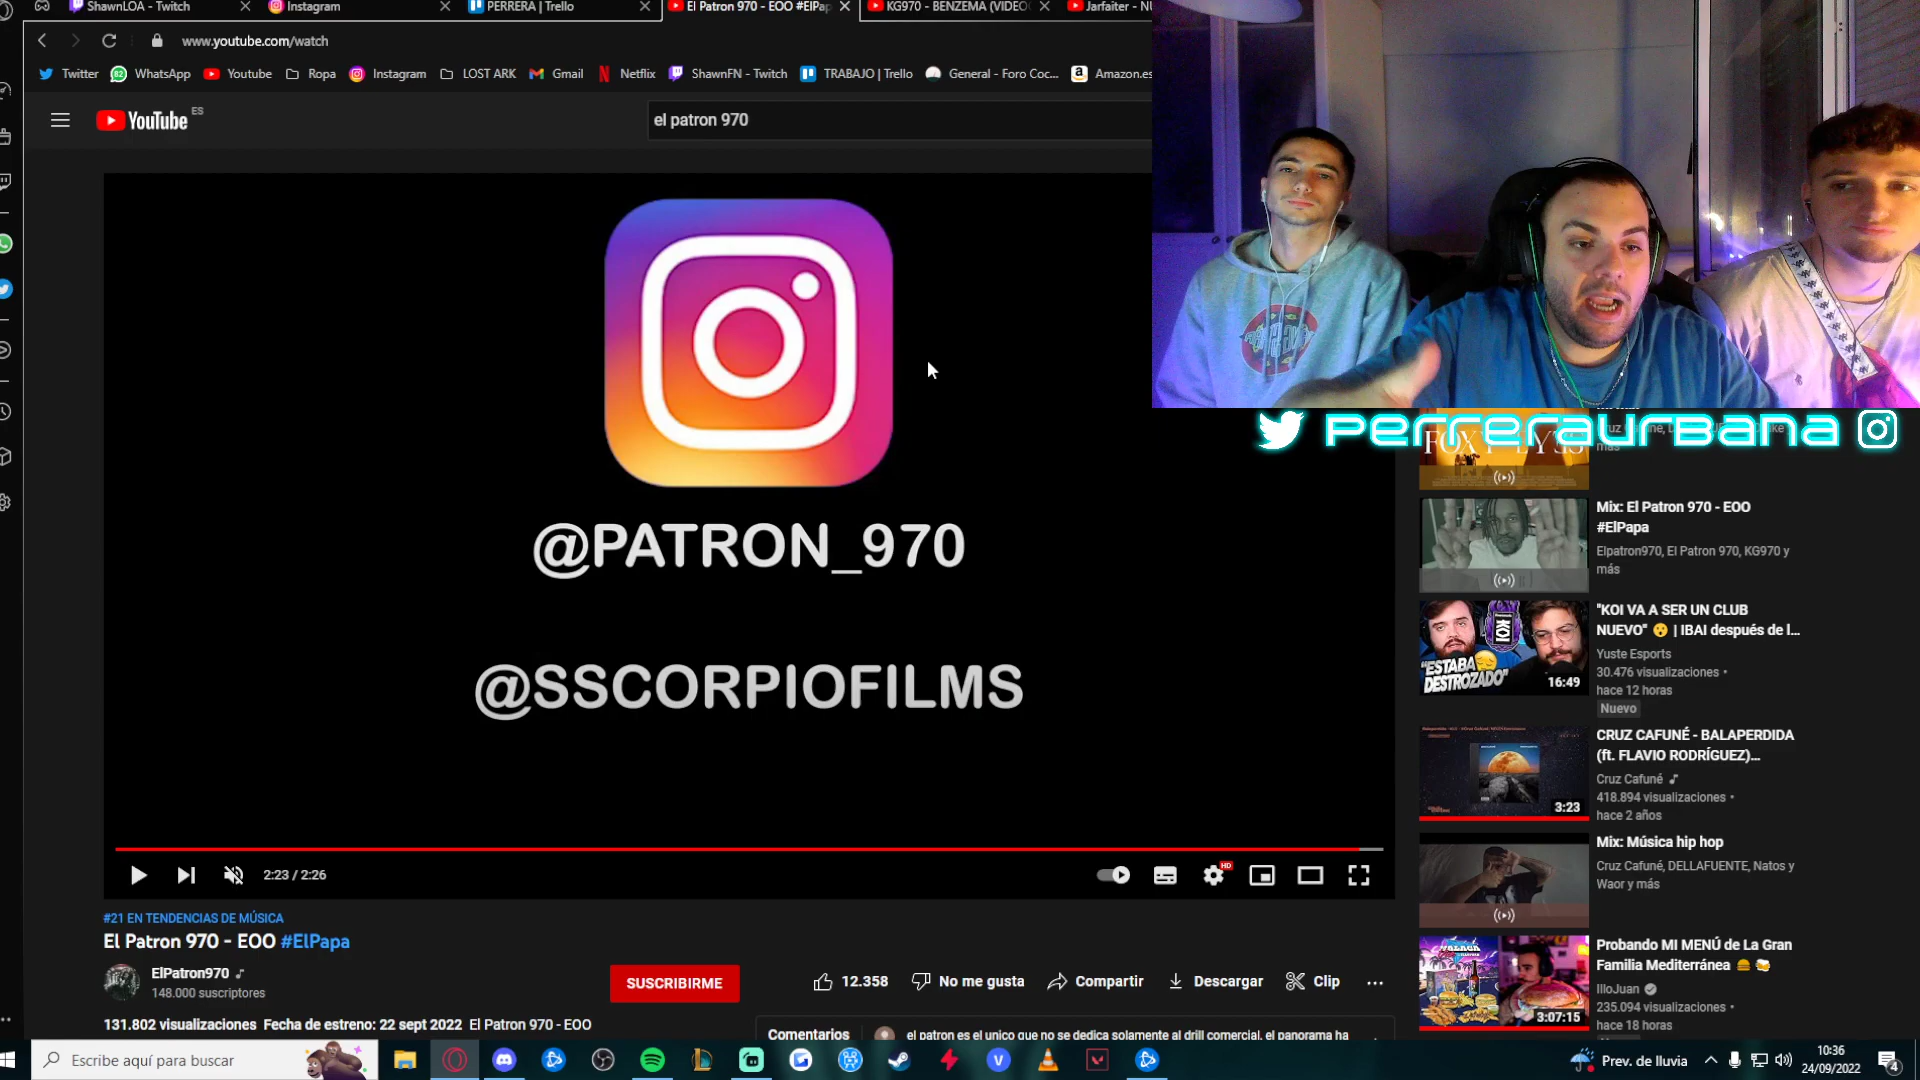 ShawnLOA - Twitch
Instagram
PERRERA | Trello
El Patron 970 - EOO #ElPap
KG970 - BENZEMA (VIDEO
Jarfaiter - NU
www.youtube.com/watch
Twitter
WhatsApp
Youtube
Ropa
Instagram
LOST ARK
Gmail
Netflix
ShawnFN - Twitch
TRABAJO | Trello
General - Foro Coc...
Amazon.es
YouTube ES
el patron 970
@PATRON_970
@SSCORPIOFILMS
perreraurbana
FOXY EYES
más
Mix: El Patron 970 - EOO
#ElPapa
Elpatron970, El Patron 970, KG970 y
más
"ESTABA
DESTROZADO"
KOI
16:49
"KOI VA A SER UN CLUB
NUEVO" 😮 | IBAI después de l...
Yuste Esports
30.476 visualizaciones •
hace 12 horas
Nuevo
3:23
CRUZ CAFUNÉ - BALAPERDIDA
(ft. FLAVIO RODRÍGUEZ)...
Cruz Cafuné
418.894 visualizaciones •
hace 2 años
Mix: Música hip hop
Cruz Cafuné, DELLAFUENTE, Natos y
Waor y más
3:07:15
Probando MI MENÚ de La Gran
Familia Mediterránea 🍔 🍻
IlloJuan
235.094 visualizaciones •
hace 18 horas
2:23 / 2:26
HD
#21 EN TENDENCIAS DE MÚSICA
El Patron 970 - EOO #ElPapa
ElPatron970
148.000 suscriptores
SUSCRIBIRME
12.358
No me gusta
Compartir
Descargar
Clip
131.802 visualizaciones Fecha de estreno: 22 sept 2022 El Patron 970 - EOO
Comentarios
el patron es el unico que no se dedica solamente al drill comercial, el panorama ha
Escribe aquí para buscar
Prev. de lluvia
10:36
24/09/2022
4